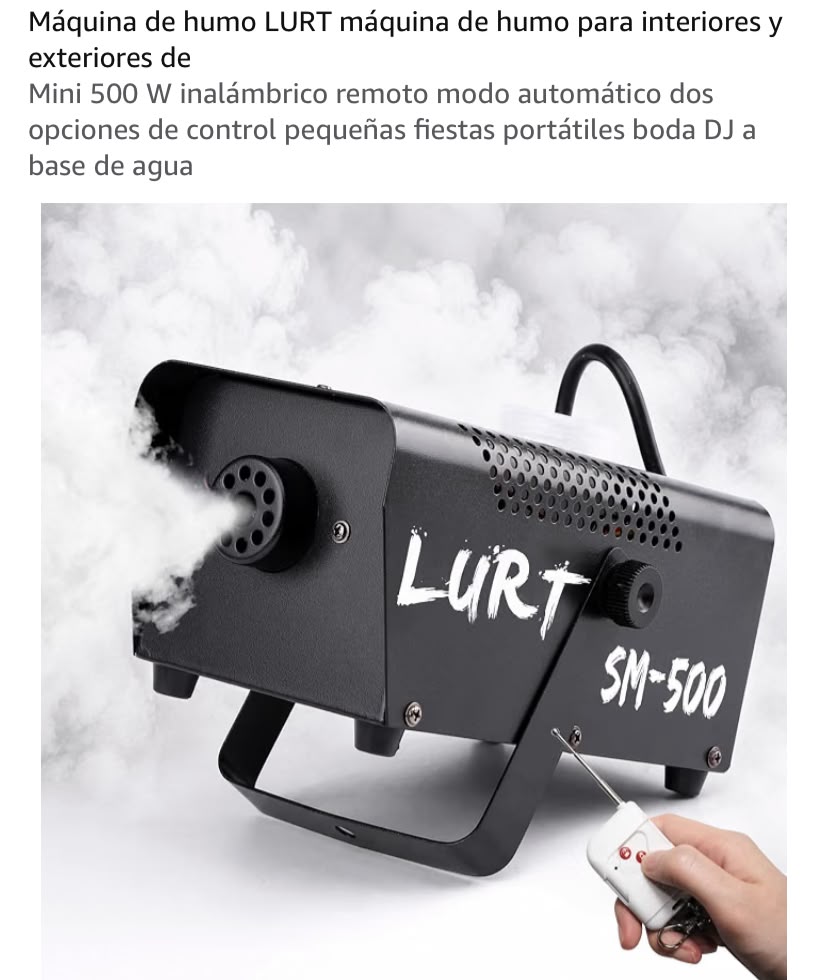 Máquina de humo LURT máquina de humo para interiores y
exteriores de
Mini 500 W inalámbrico remoto modo automático dos
opciones de control pequeñas fiestas portátiles boda DJ a
base de agua
LURT
SM-500